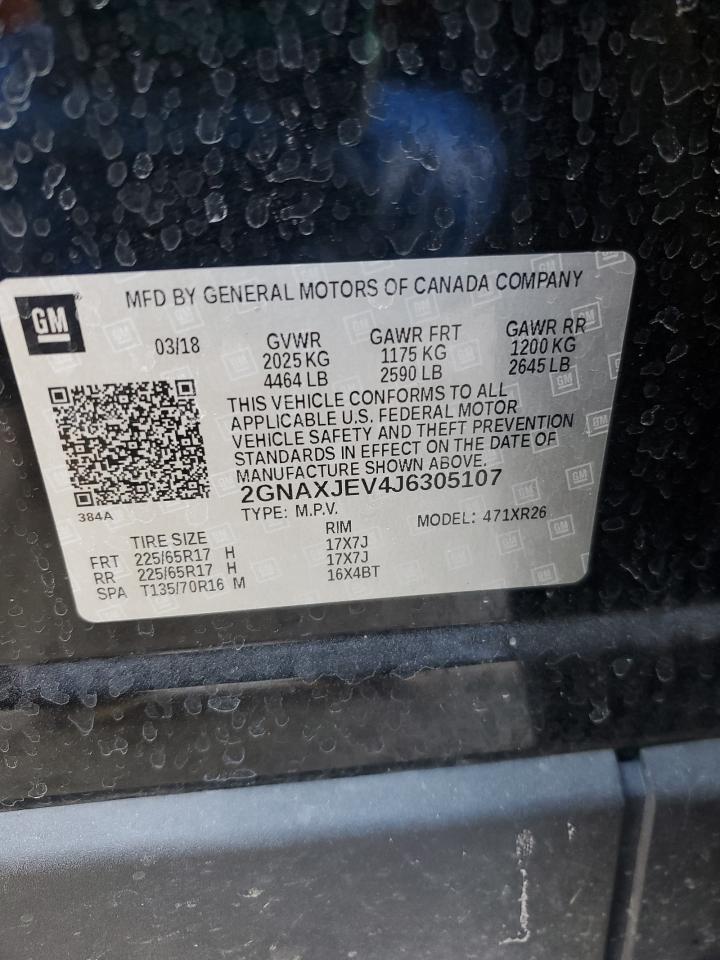 MFD BY GENERAL MOTORS OF CANADA COMPANY
GM
03/18
GVWR GAWR FRT GAWR RR
2025 KG 1175 KG 1200 KG
4464 LB 2590 LB 2645 LB
THIS VEHICLE CONFORMS TO ALL
APPLICABLE U.S. FEDERAL MOTOR
VEHICLE SAFETY AND THEFT PREVENTION
STANDARDS IN EFFECT ON THE DATE OF
MANUFACTURE SHOWN ABOVE.
2GNAXJEV4J6305107
384A
TYPE: M.P.V. MODEL: 471XR26
TIRE SIZE RIM
FRT 225/65R17 H 17X7J
RR 225/65R17 H 17X7J
SPA T135/70R16 M 16X4BT